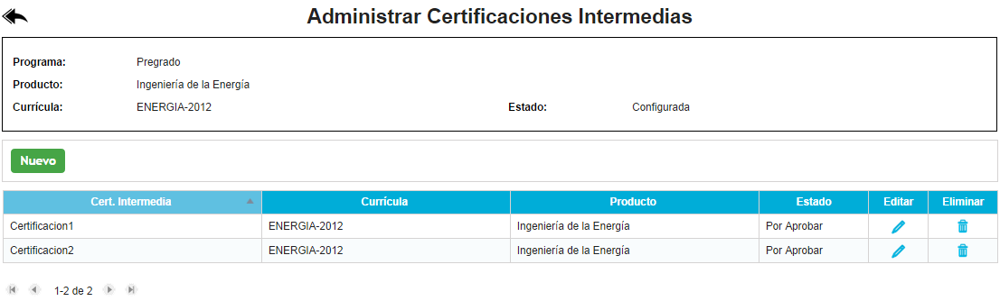 Administrar Certificaciones Intermedias
Programa: Pregrado
Producto: Ingeniería de la Energía
Currícula: ENERGIA-2012 Estado: Configurada
Nuevo
Cert. Intermedia Currícula Producto Estado Editar Eliminar
Certificacion1 ENERGIA-2012 Ingeniería de la Energía Por Aprobar
Certificacion2 ENERGIA-2012 Ingeniería de la Energía Por Aprobar
1-2 de 2